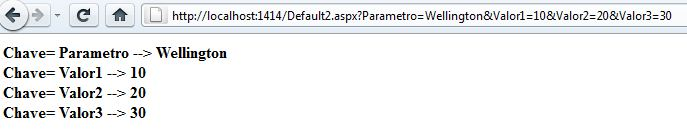 http://localhost:1414/Default2.aspx?Parametro=Wellington&Valor1=10&Valor2=20&Valor3=30
Chave= Parametro --> Wellington
Chave= Valor1 --> 10
Chave= Valor2 --> 20
Chave= Valor3 --> 30